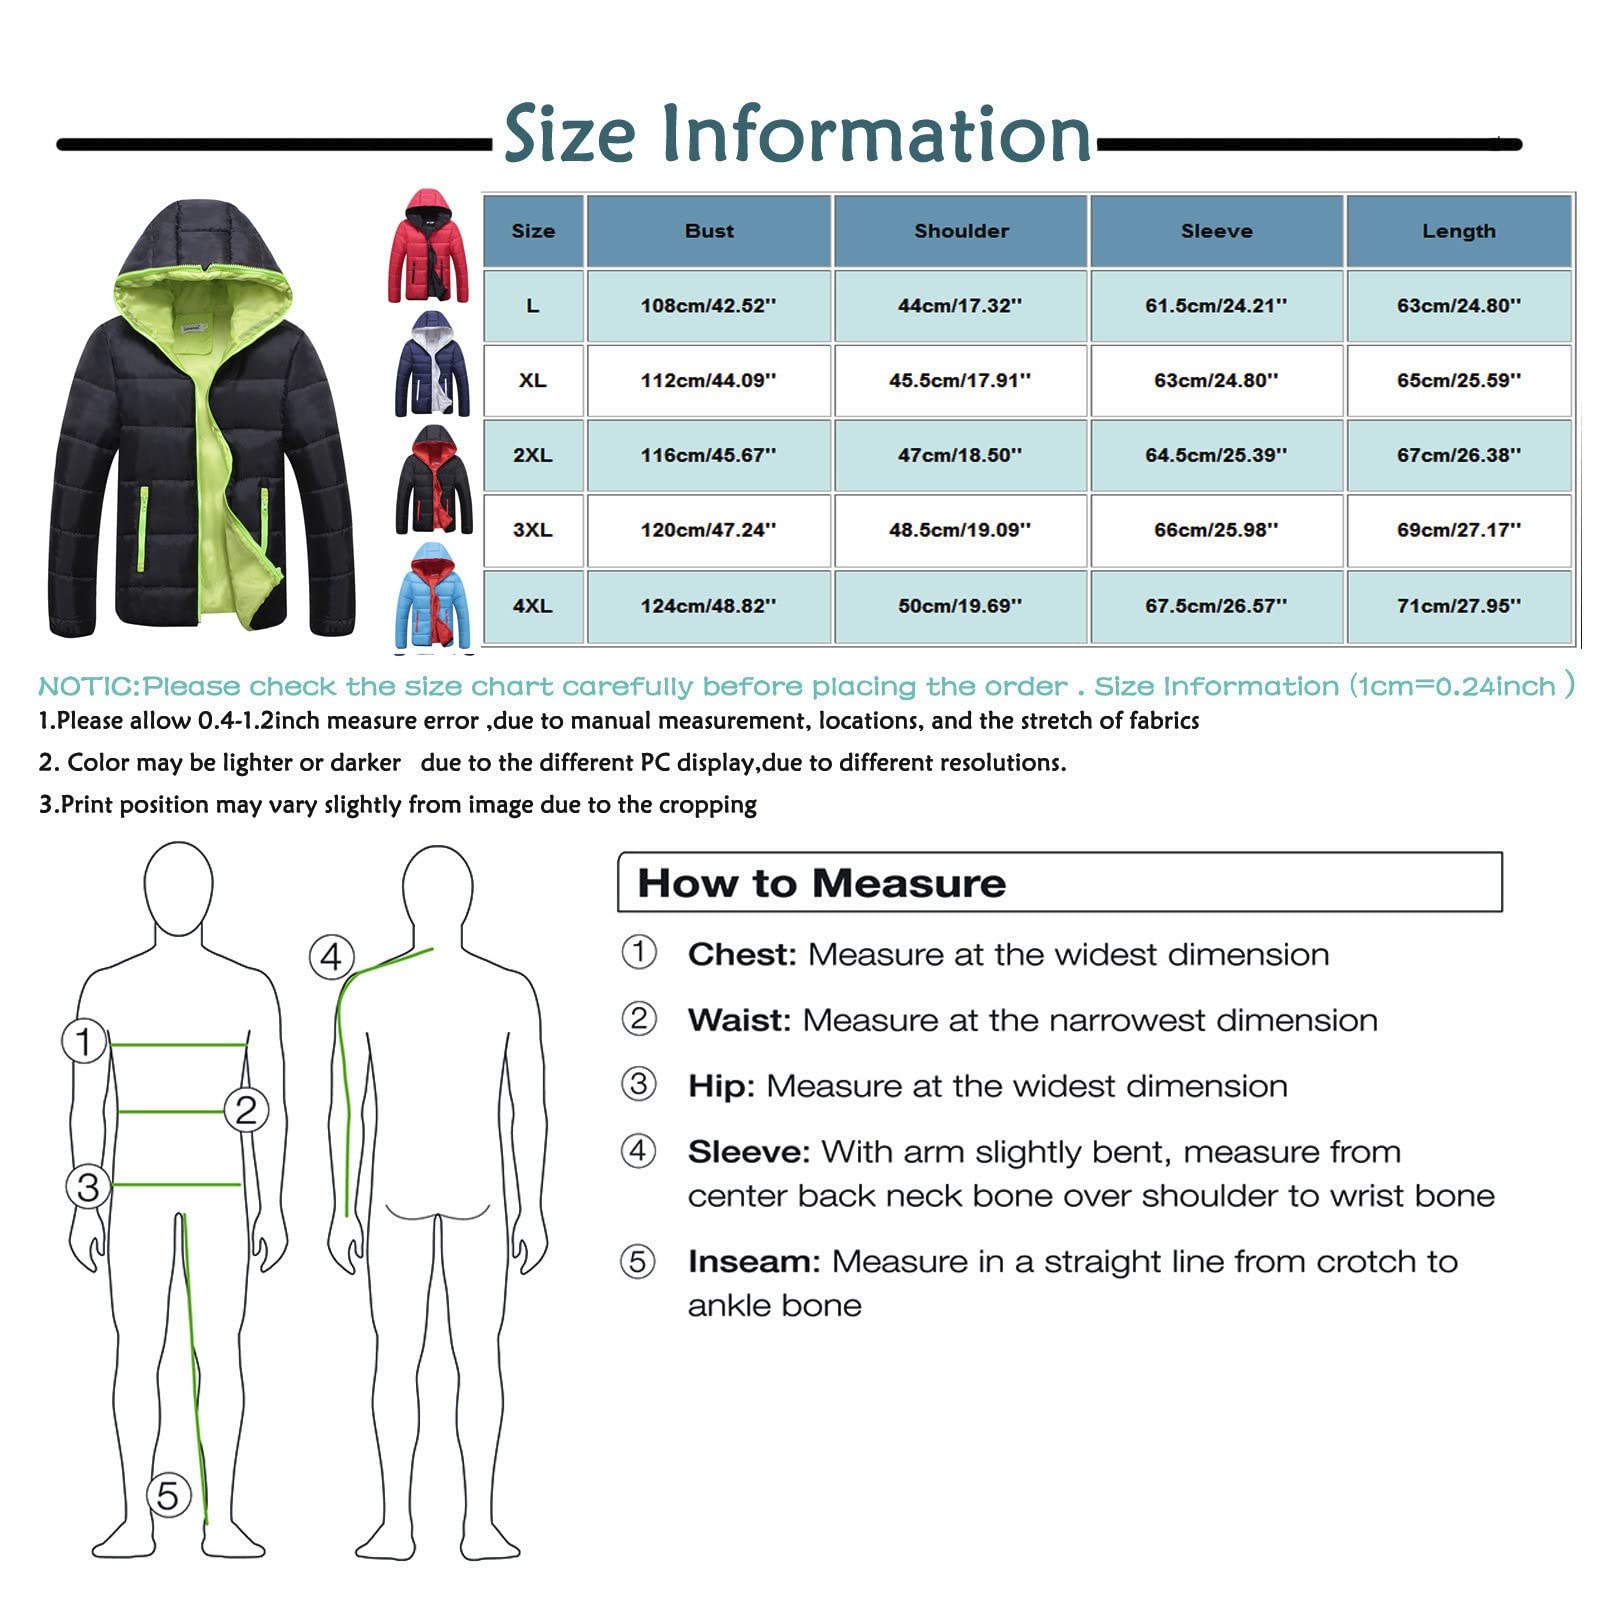 Size Information
Size Bust Shoulder Sleeve Length
L 108cm/42.52'' 44cm/17.32'' 61.5cm/24.21'' 63cm/24.80''
XL 112cm/44.09'' 45.5cm/17.91'' 63cm/24.80'' 65cm/25.59''
2XL 116cm/45.67'' 47cm/18.50'' 64.5cm/25.39'' 67cm/26.38''
3XL 120cm/47.24'' 48.5cm/19.09'' 66cm/25.98'' 69cm/27.17''
4XL 124cm/48.82'' 50cm/19.69'' 67.5cm/26.57'' 71cm/27.95''
NOTIC:Please check the size chart carefully before placing the order . Size Information (1cm=0.24inch )
1.Please allow 0.4-1.2inch measure error ,due to manual measurement, locations, and the stretch of fabrics
2. Color may be lighter or darker due to the different PC display,due to different resolutions.
3.Print position may vary slightly from image due to the cropping
1
2
3
5
4
How to Measure
1 Chest: Measure at the widest dimension
2 Waist: Measure at the narrowest dimension
3 Hip: Measure at the widest dimension
4 Sleeve: With arm slightly bent, measure from
center back neck bone over shoulder to wrist bone
5 Inseam: Measure in a straight line from crotch to
ankle bone